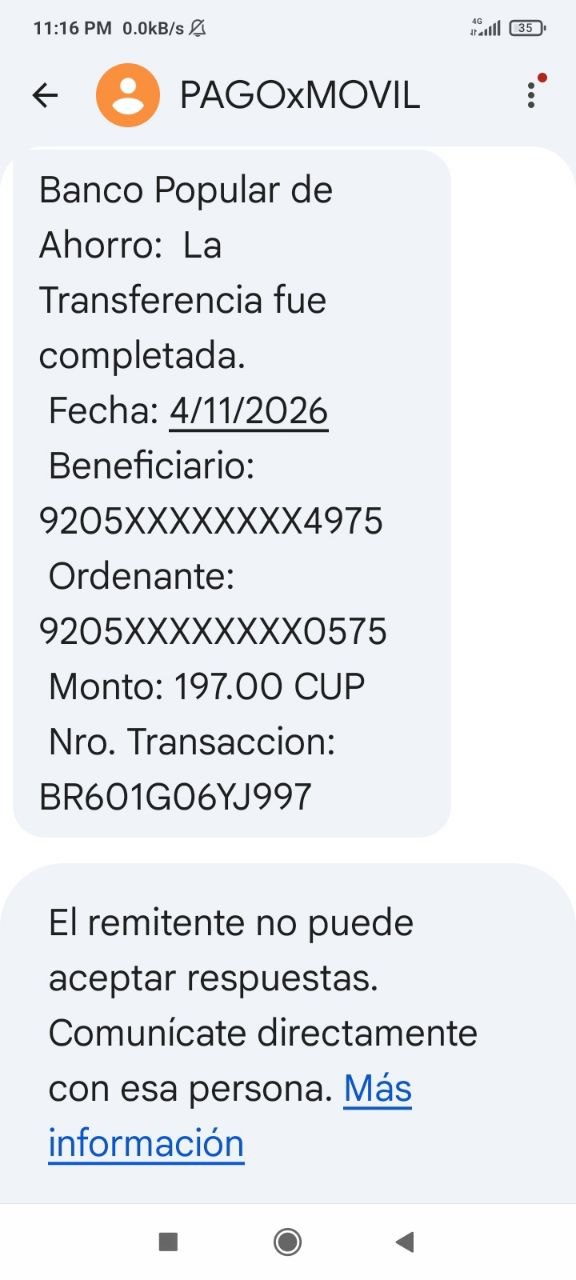 11:16 PM 0.0kB/s 4G 35
PAGOxMOVIL
Banco Popular de
Ahorro: La
Transferencia fue
completada.
Fecha: 4/11/2026
Beneficiario:
9205XXXXXXXX4975
Ordenante:
9205XXXXXXXX0575
Monto: 197.00 CUP
Nro. Transaccion:
BR601G06YJ997
El remitente no puede
aceptar respuestas.
Comunícate directamente
con esa persona. Más
información